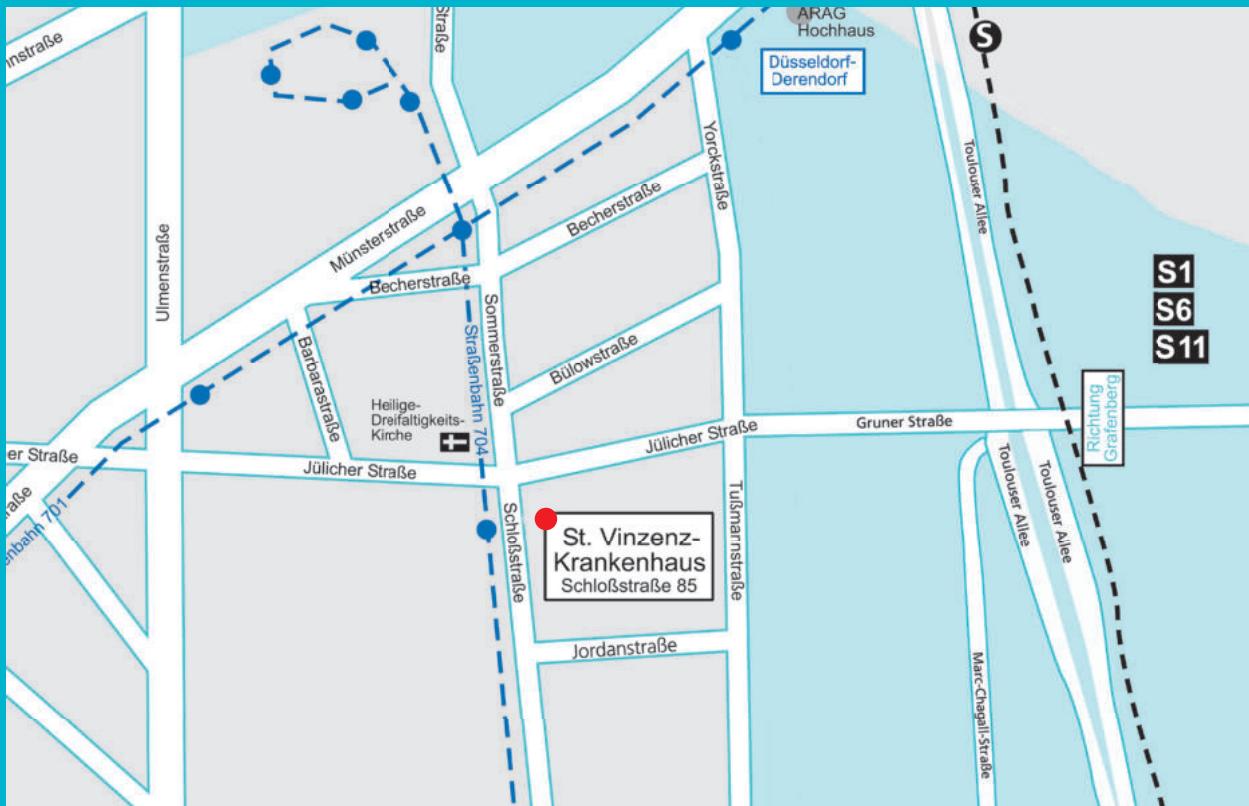 nnstraße
Straße
ARAG
Hochhaus
S
Düsseldorf-
Derendorf
Yorckstraße
Toulouser Allee
Becherstraße
Münsterstraße
Ulmenstraße
Becherstraße
S1
S6
S11
Sommerstraße
Straßenbahn 704
Barbarastraße
Bülowstraße
Heilige-
Dreifaltigkeits-
Kirche
Richtung
Grafenberg
Gruner Straße
Jülicher Straße
er Straße
Jülicher Straße
raße
enbahn 701
Toulouser Allee
Toulouser Allee
Schloßstraße
Tußmannstraße
St. Vinzenz-
Krankenhaus
Schloßstraße 85
Jordanstraße
Marc-Chagall-Straße